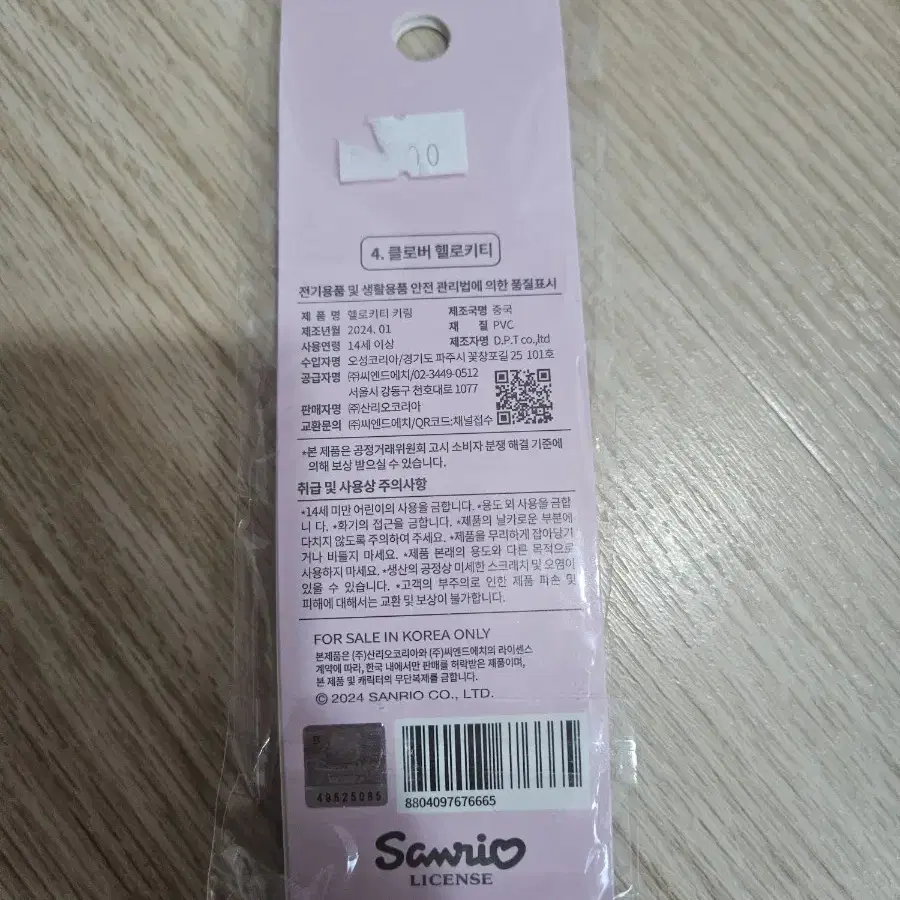 00
4. 클로버 헬로키티
전기용품 및 생활용품 안전 관리법에 의한 품질표시
제 품 명 헬로키티 키링 제조국명 중국
제조년월 2024. 01 재 질 PVC
사용연령 14세 이상 제조자명 D.P.T co.,ltd
수입자명 오성코리아/경기도 파주시 꽃창포길 25 101호
공급자명 ㈜씨엔드에치/02-3449-0512
서울시 강동구 천호대로 1077
판매자명 ㈜산리오코리아
교환문의 ㈜씨엔드에치/QR코드:채널접수
*본 제품은 공정거래위원회 고시 소비자 분쟁 해결 기준에
의해 보상 받으실 수 있습니다.
취급 및 사용상 주의사항
*14세 미만 어린이의 사용을 금합니다. *용도 외 사용을 금합
니 다. *화기의 접근을 금합니다. *제품의 날카로운 부분에
다치지 않도록 주의하여 주세요. *제품을 무리하게 잡아당기
거나 비틀지 마세요. *제품 본래의 용도와 다른 목적으로
사용하지 마세요. *생산의 공정상 미세한 스크레치 및 오염이
있을 수 있습니다. *고객의 부주의로 인한 제품 파손 및
피해에 대해서는 교환 및 보상이 불가합니다.
FOR SALE IN KOREA ONLY
본제품은 (주)산리오코리아와 (주)씨엔드에치의 라이센스
계약에 따라, 한국 내에서만 판매를 허락받은 제품이며,
본 제품 및 캐릭터의 무단복제를 금합니다.
© 2024 SANRIO CO., LTD.
49525085
8804097676665
Sanrio
LICENSE